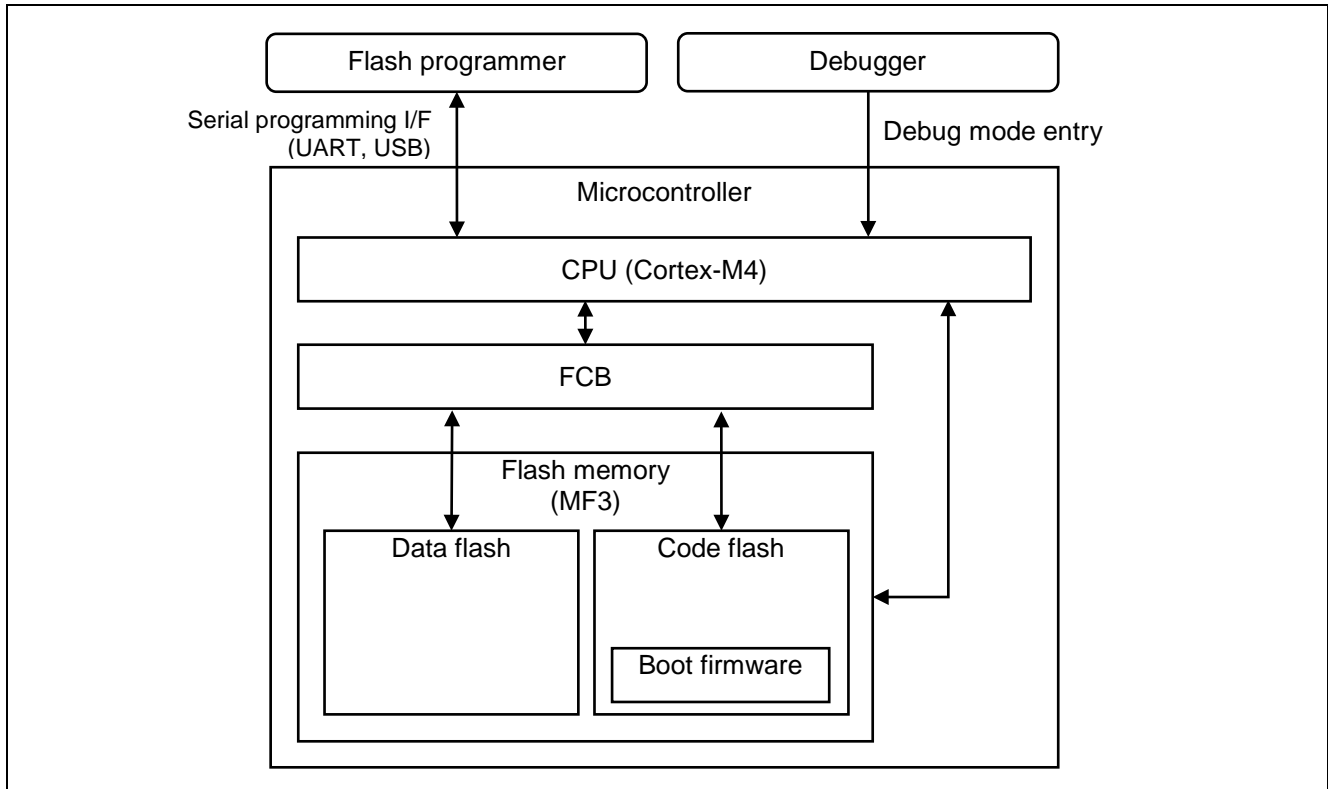 Flash programmer
Debugger
Serial programming I/F
(UART, USB)
Debug mode entry
Microcontroller
CPU (Cortex-M4)
FCB
Flash memory
(MF3)
Data flash
Code flash
Boot firmware